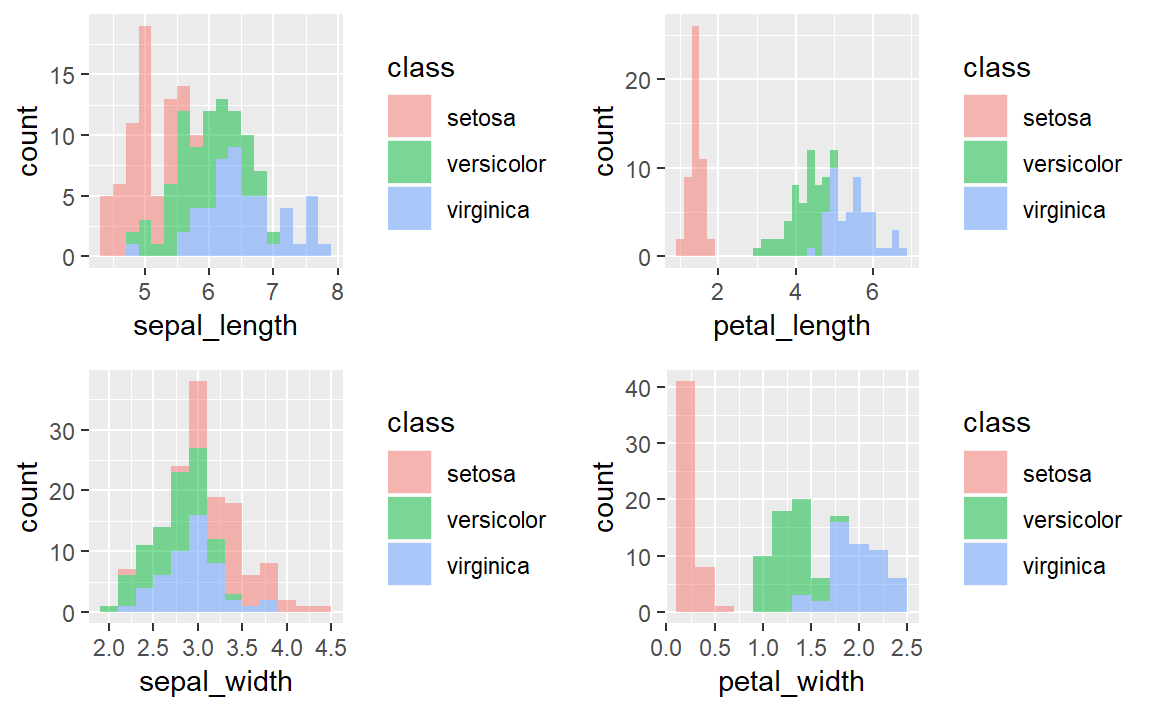 class
setosa
versicolor
virginica
count
15
10
5
0
5 6 7 8
sepal_length
class
setosa
versicolor
virginica
count
20
10
0
2 4 6
petal_length
class
setosa
versicolor
virginica
count
30
20
10
0
2.0 2.5 3.0 3.5 4.0 4.5
sepal_width
class
setosa
versicolor
virginica
count
40
30
20
10
0
0.0 0.5 1.0 1.5 2.0 2.5
petal_width